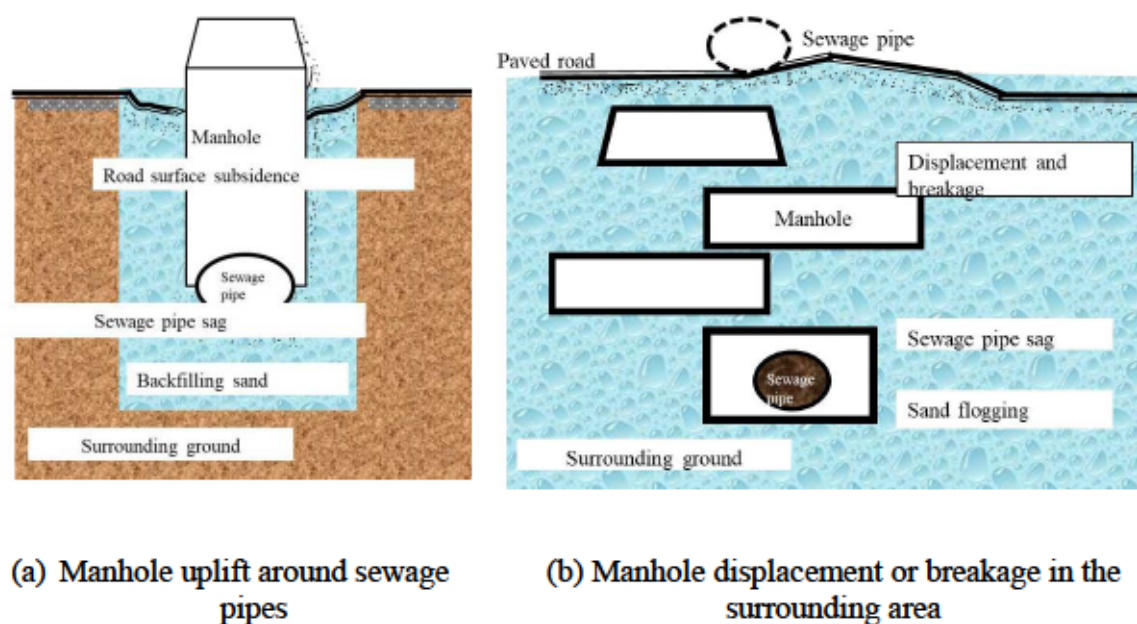 Manhole
Road surface subsidence
Sewage
pipe
Sewage pipe sag
Backfilling sand
Surrounding ground
Sewage pipe
Paved road
Displacement and
breakage
Manhole
Sewage pipe sag
Sewage
pipe
Sand flogging
Surrounding ground
(a) Manhole uplift around sewage
pipes
(b) Manhole displacement or breakage in the
surrounding area